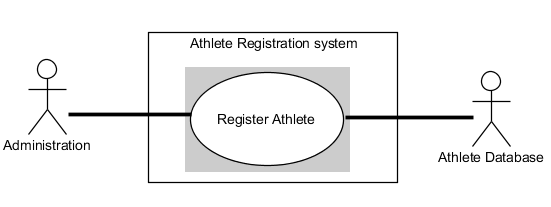 Athlete Registration system
Register Athlete
Administration
Athlete Database